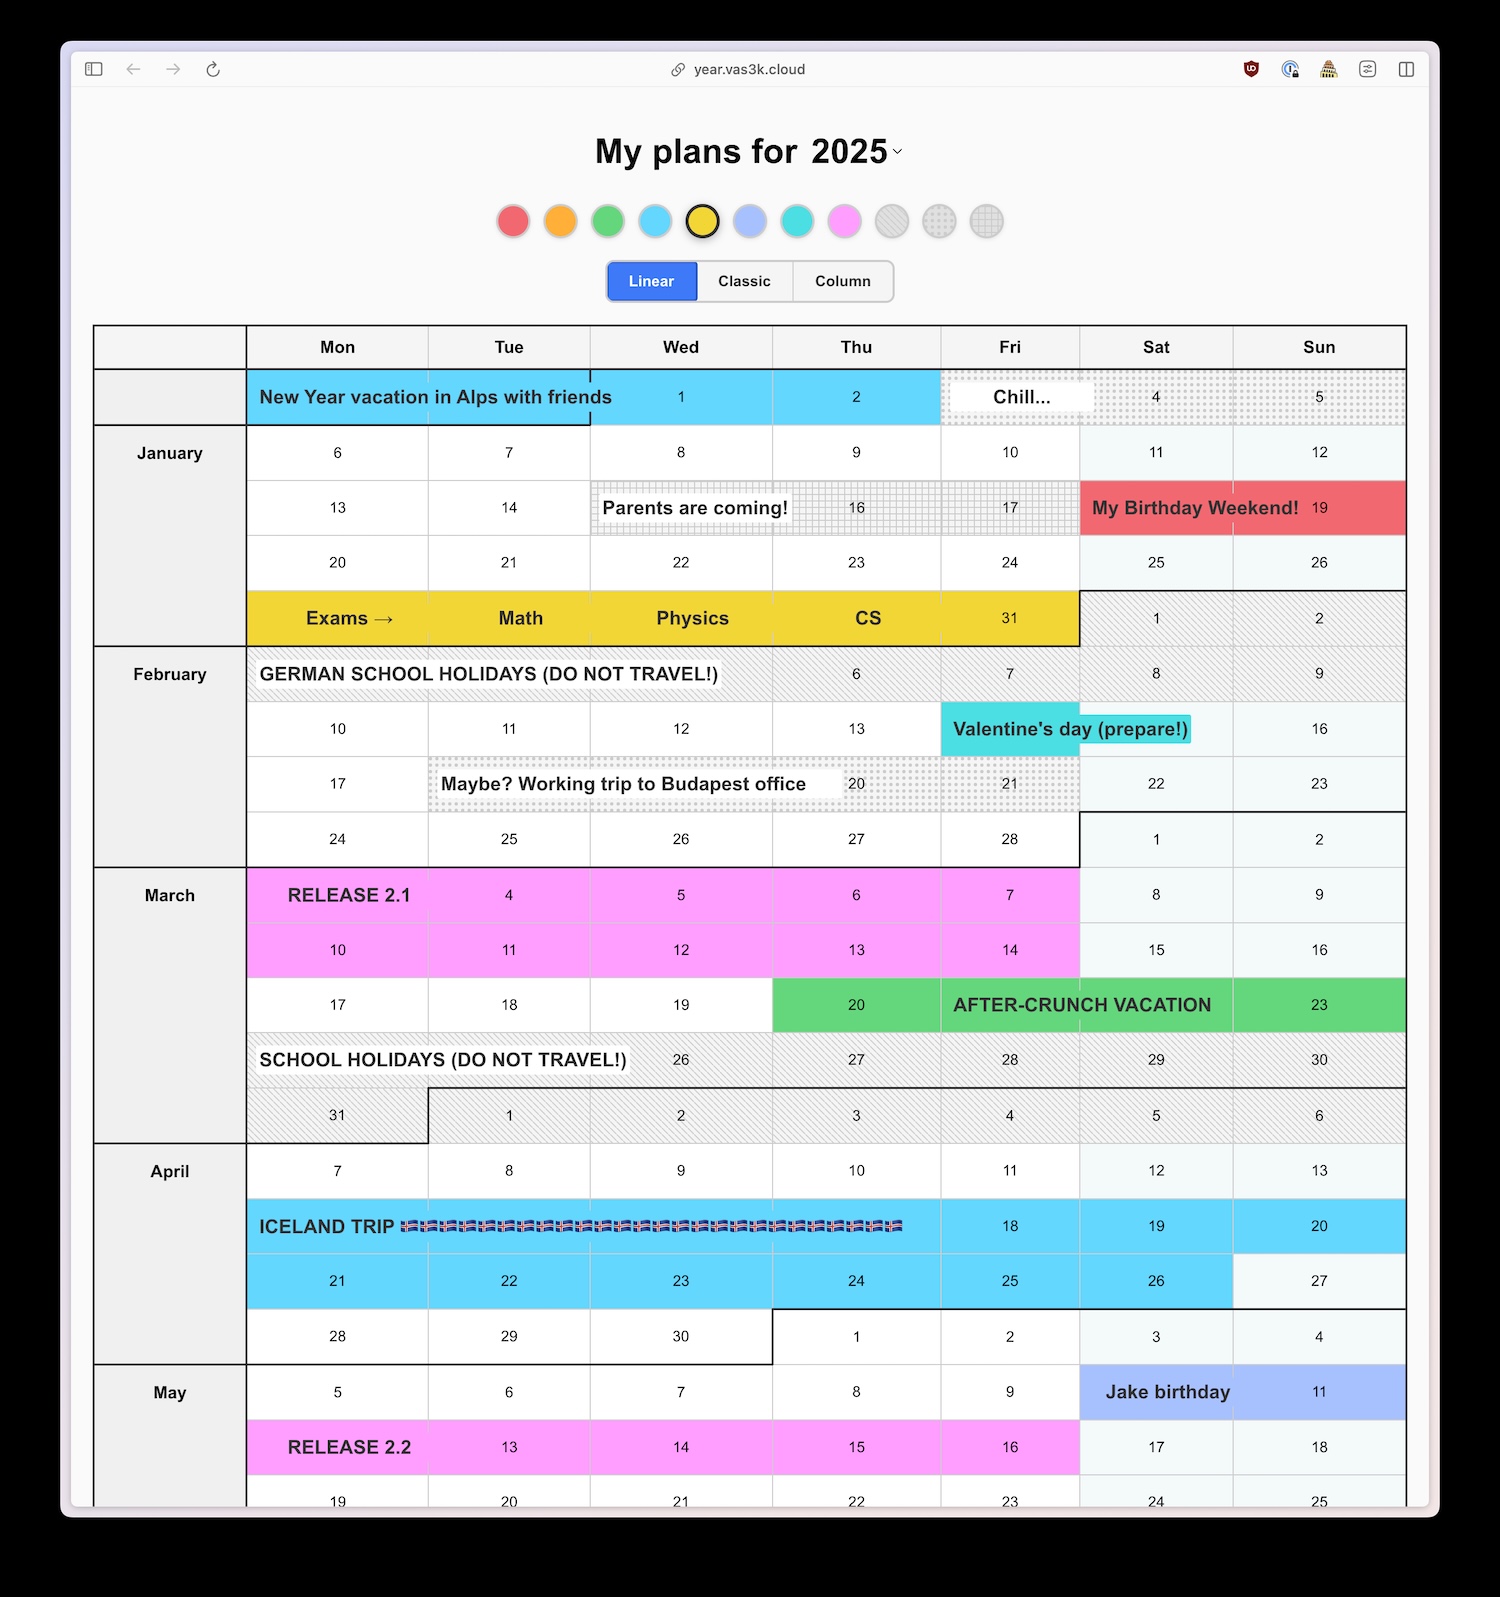 year.vas3k.cloud
My plans for 2025
Linear Classic Column
Mon Tue Wed Thu Fri Sat Sun
New Year vacation in Alps with friends 1 2 Chill... 4 5
January 6 7 8 9 10 11 12
13 14 Parents are coming! 16 17 My Birthday Weekend! 19
20 21 22 23 24 25 26
Exams → Math Physics CS 31 1 2
February GERMAN SCHOOL HOLIDAYS (DO NOT TRAVEL!) 6 7 8 9
10 11 12 13 Valentine's day (prepare!) 16
17 Maybe? Working trip to Budapest office 20 21 22 23
24 25 26 27 28 1 2
March RELEASE 2.1 4 5 6 7 8 9
10 11 12 13 14 15 16
17 18 19 20 AFTER-CRUNCH VACATION 23
SCHOOL HOLIDAYS (DO NOT TRAVEL!) 26 27 28 29 30
31 1 2 3 4 5 6
April 7 8 9 10 11 12 13
ICELAND TRIP 🇮🇸🇮🇸🇮🇸🇮🇸🇮🇸🇮🇸🇮🇸🇮🇸🇮🇸🇮🇸🇮🇸🇮🇸🇮🇸🇮🇸🇮🇸🇮🇸🇮🇸🇮🇸🇮🇸🇮🇸🇮🇸🇮🇸🇮🇸🇮🇸🇮🇸🇮🇸 18 19 20
21 22 23 24 25 26 27
28 29 30 1 2 3 4
May 5 6 7 8 9 Jake birthday 11
RELEASE 2.2 13 14 15 16 17 18
19 20 21 22 23 24 25